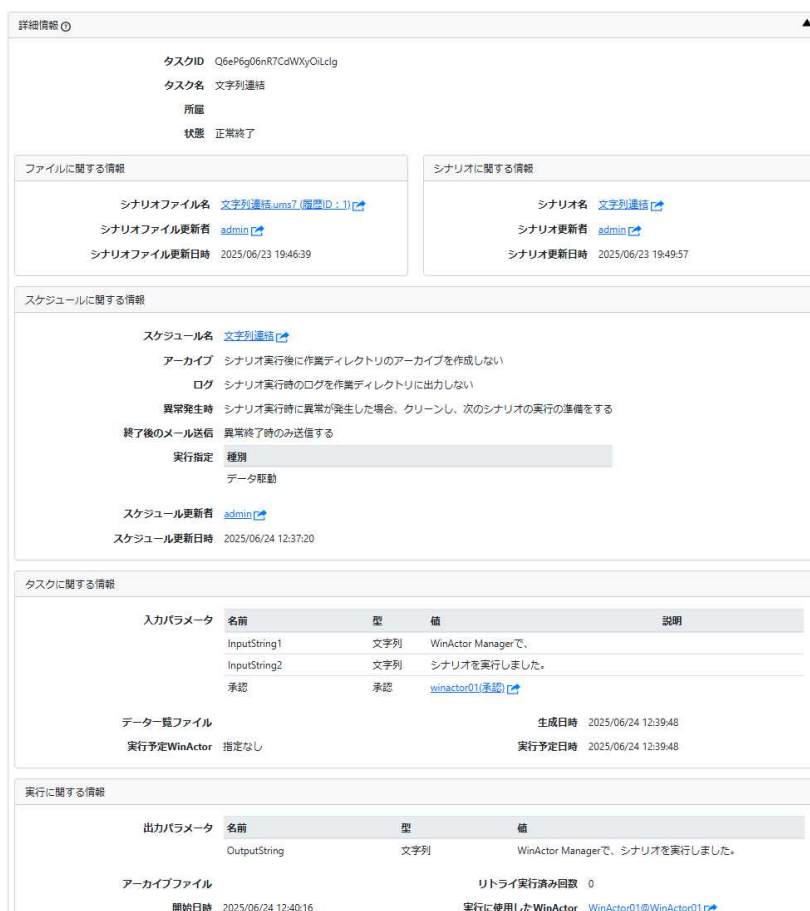 詳細情報
タスクID Q6eP6g06nR7CdWXyOiLcIg
タスク名 文字列連結
所属
状態 正常終了
ファイルに関する情報
シナリオファイル名 文字列連結.ums7 (履歴ID：1)
シナリオファイル更新者 admin
シナリオファイル更新日時 2025/06/23 19:46:39
シナリオに関する情報
シナリオ名 文字列連結
シナリオ更新者 admin
シナリオ更新日時 2025/06/23 19:49:57
スケジュールに関する情報
スケジュール名 文字列連結
アーカイブ シナリオ実行後に作業ディレクトリのアーカイブを作成しない
ログ シナリオ実行時のログを作業ディレクトリに出力しない
異常発生時 シナリオ実行時に異常が発生した場合、クリーンし、次のシナリオの実行の準備をする
終了後のメール送信 異常終了時のみ送信する
実行指定 種別
データ駆動
スケジュール更新者 admin
スケジュール更新日時 2025/06/24 12:37:20
タスクに関する情報
入力パラメータ 名前 型 値 説明
InputString1 文字列 WinActor Managerで、
InputString2 文字列 シナリオを実行しました。
承認 承認 winactor01(承認)
データ一覧ファイル 生成日時 2025/06/24 12:39:48
実行予定WinActor 指定なし 実行予定日時 2025/06/24 12:39:48
実行に関する情報
出力パラメータ 名前 型 値
OutputString 文字列 WinActor Managerで、シナリオを実行しました。
アーカイブファイル リトライ実行済み回数 0
開始日時 2025/06/24 12:40:16 実行に使用したWinActor WinActor01@WinActor01